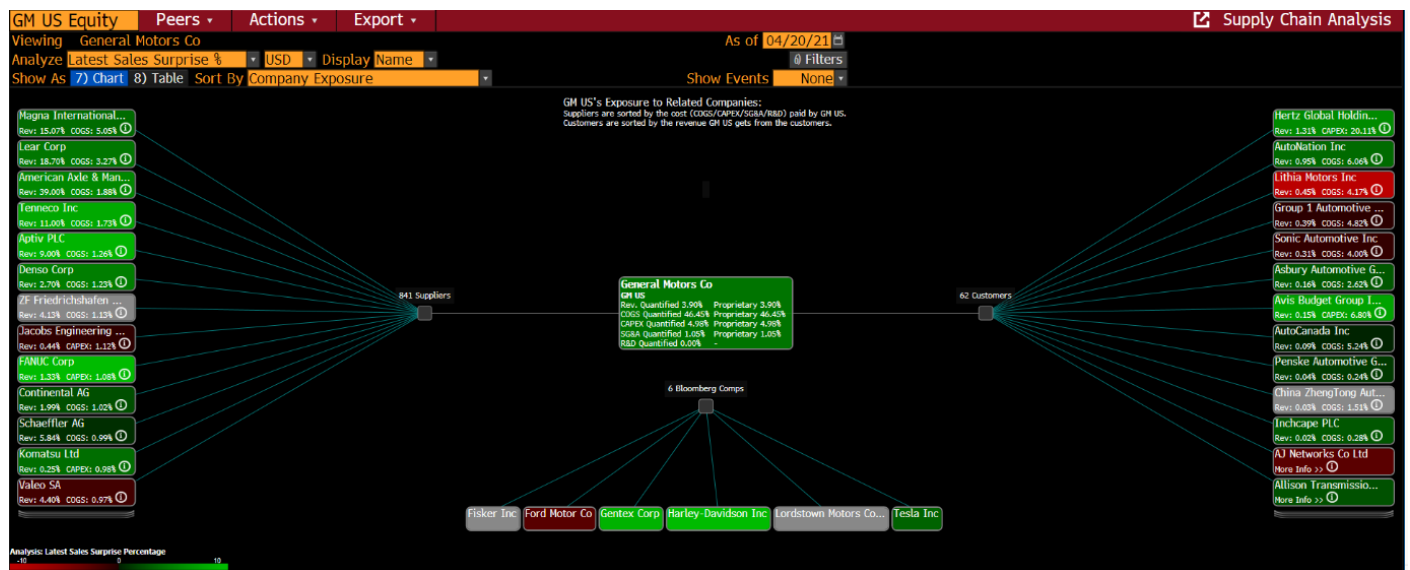 GM US Equity Peers Actions Export Supply Chain Analysis
Viewing General Motors Co As of 04/20/21
Analyze Latest Sales Surprise % USD Display Name Filters
Show As 7) Chart 8) Table Sort By Company Exposure Show Events None
GM US's Exposure to Related Companies:
Suppliers are sorted by the cost (COGS/CAPEX/SG&A/R&D) paid by GM US.
Customers are sorted by the revenue GM US gets from the customers.
Magna International...
Rev: 15.07% COGS: 5.05%
Lear Corp
Rev: 18.70% COGS: 3.27%
American Axle & Man...
Rev: 39.00% COGS: 1.88%
Tenneco Inc
Rev: 11.00% COGS: 1.73%
Aptiv PLC
Rev: 9.00% COGS: 1.26%
Denso Corp
Rev: 2.70% COGS: 1.23%
ZF Friedrichshafen ...
Rev: 4.13% COGS: 1.13%
Jacobs Engineering ...
Rev: 0.44% CAPEX: 1.12%
FANUC Corp
Rev: 1.33% CAPEX: 1.08%
Continental AG
Rev: 1.99% COGS: 1.02%
Schaeffler AG
Rev: 5.84% COGS: 0.99%
Komatsu Ltd
Rev: 0.25% CAPEX: 0.98%
Valeo SA
Rev: 4.40% COGS: 0.97%
841 Suppliers
General Motors Co
GM US
Rev. Quantified 3.90% Proprietary 3.90%
COGS Quantified 46.45% Proprietary 46.45%
CAPEX Quantified 4.98% Proprietary 4.98%
SG&A Quantified 1.05% Proprietary 1.05%
R&D Quantified 0.00% -
62 Customers
Hertz Global Holdin...
Rev: 1.31% CAPEX: 20.11%
AutoNation Inc
Rev: 0.95% COGS: 6.06%
Lithia Motors Inc
Rev: 0.45% COGS: 4.17%
Group 1 Automotive ...
Rev: 0.39% COGS: 4.82%
Sonic Automotive Inc
Rev: 0.31% COGS: 4.00%
Asbury Automotive G...
Rev: 0.16% COGS: 2.62%
Avis Budget Group I...
Rev: 0.15% CAPEX: 6.80%
AutoCanada Inc
Rev: 0.09% COGS: 5.24%
Penske Automotive G...
Rev: 0.04% COGS: 0.24%
China ZhengTong Aut...
Rev: 0.03% COGS: 1.51%
Inchcape PLC
Rev: 0.02% COGS: 0.28%
AJ Networks Co Ltd
More Info >>
Allison Transmissio...
More Info >>
6 Bloomberg Comps
Fisker Inc Ford Motor Co Gentex Corp Harley-Davidson Inc Lordstown Motors Co... Tesla Inc
Analysis: Latest Sales Surprise Percentage
-10 0 10